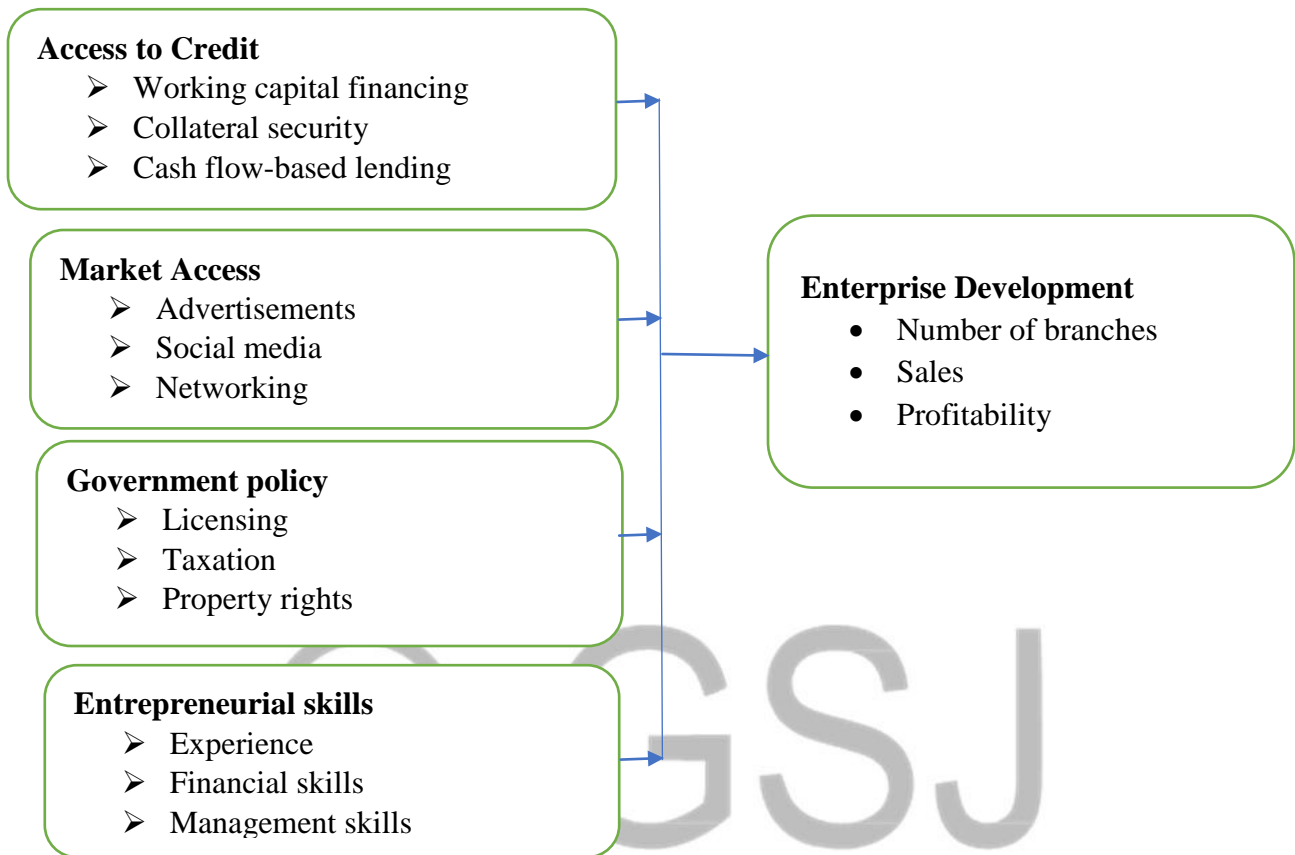 Access to Credit
➢ Working capital financing
➢ Collateral security
➢ Cash flow-based lending
Market Access
➢ Advertisements
➢ Social media
➢ Networking
Enterprise Development
• Number of branches
• Sales
• Profitability
Government policy
➢ Licensing
➢ Taxation
➢ Property rights
Entrepreneurial skills
➢ Experience
➢ Financial skills
➢ Management skills
GSJ